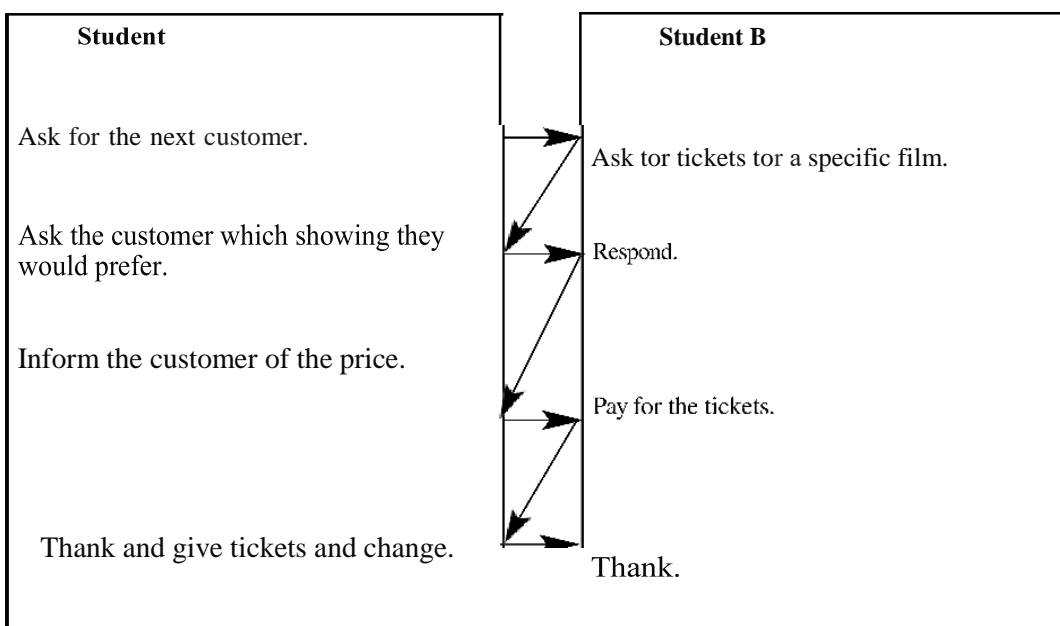 Student
Student B
Ask for the next customer.
Ask tor tickets tor a specific film.
Ask the customer which showing they
would prefer.
Respond.
Inform the customer of the price.
Pay for the tickets.
Thank and give tickets and change.
Thank.